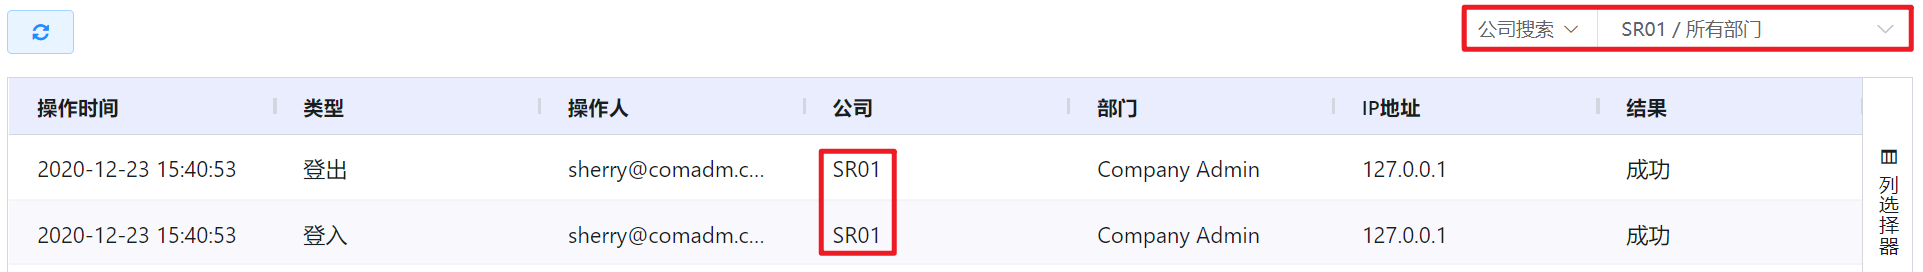 公司搜索 SR01 / 所有部门
操作时间 类型 操作人 公司 部门 IP地址 结果
2020-12-23 15:40:53 登出 sherry@comadm.c... SR01 Company Admin 127.0.0.1 成功
2020-12-23 15:40:53 登入 sherry@comadm.c... SR01 Company Admin 127.0.0.1 成功
列选择器